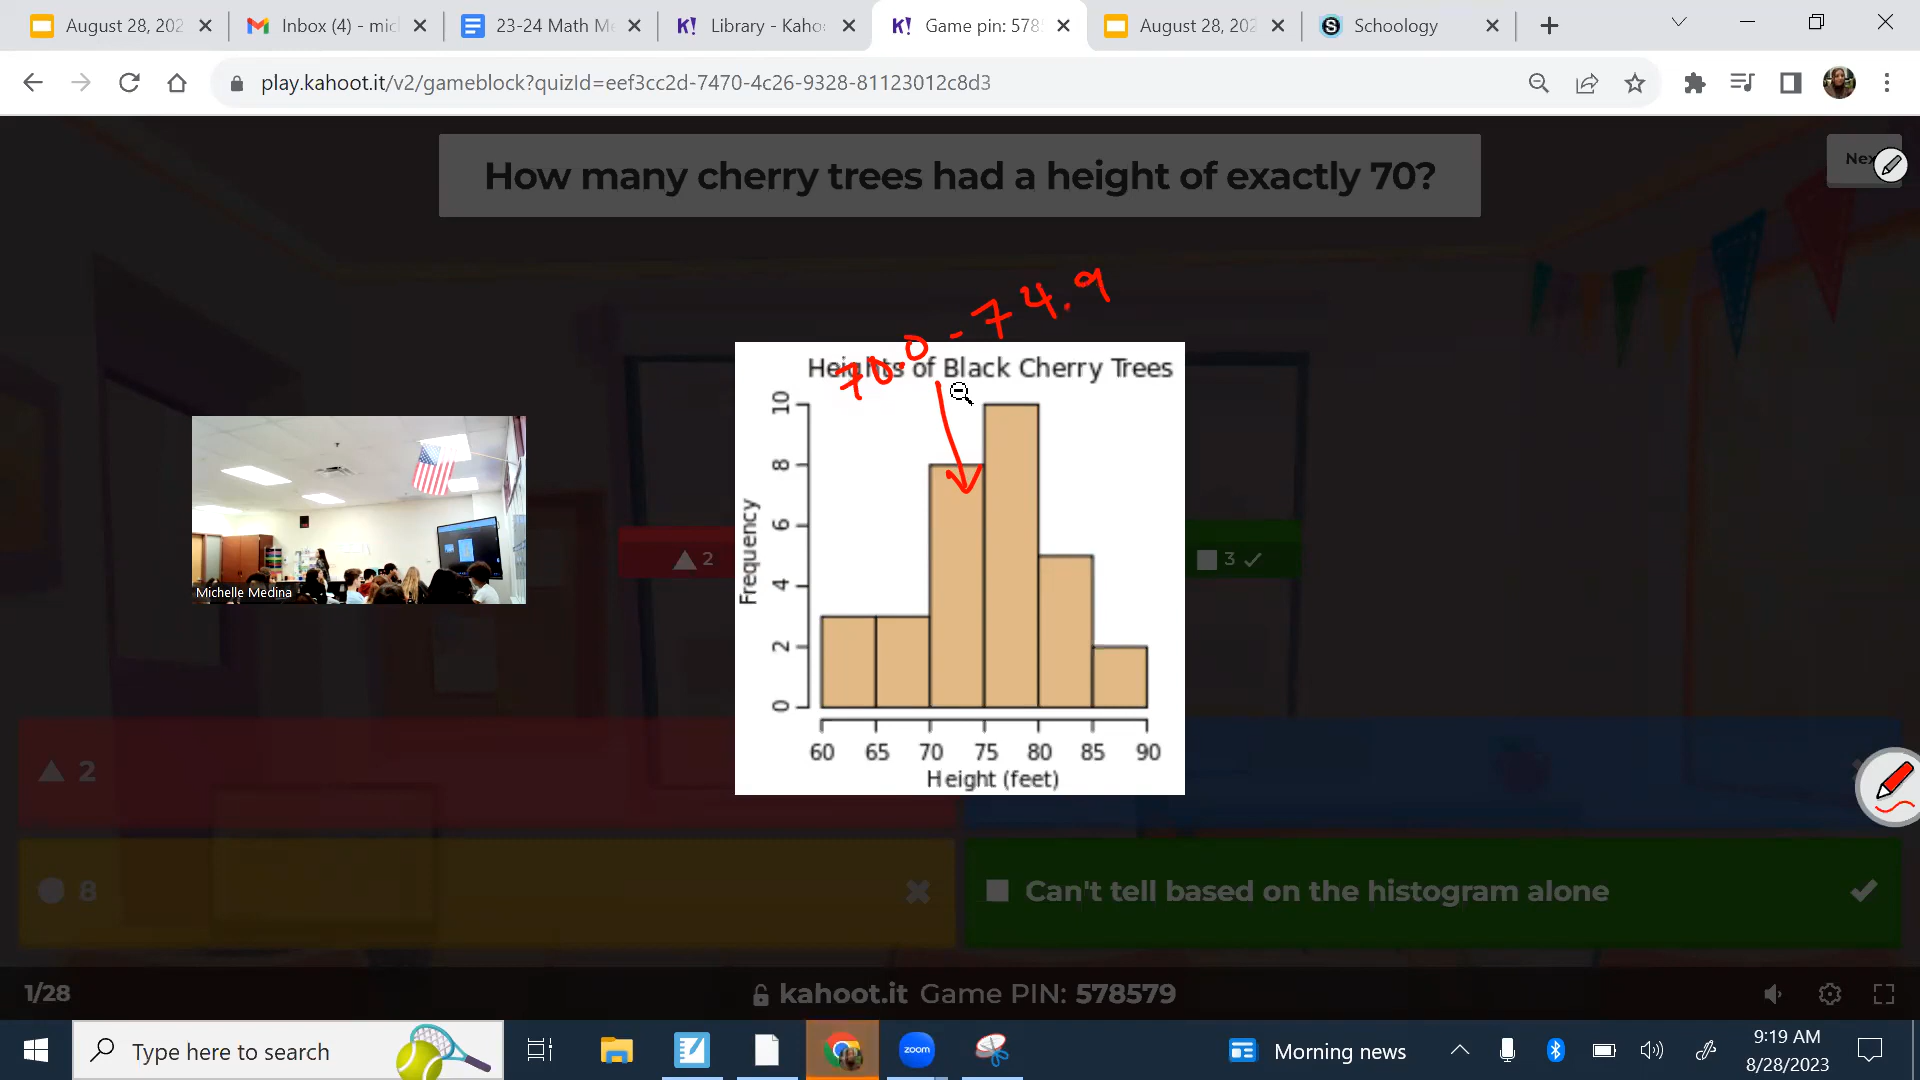 August 28, 202
Inbox (4) - mic
23-24 Math Me
Library - Kaho
Game pin: 578
August 28, 202
Schoology
play.kahoot.it/v2/gameblock?quizId=eef3cc2d-7470-4c26-9328-81123012c8d3
How many cherry trees had a height of exactly 70?
Nex
70.0 - 74.9
Heights of Black Cherry Trees
10
8
6
4
2
0
Frequency
60 65 70 75 80 85 90
Height (feet)
Michelle Medina
2
3
2
8
Can't tell based on the histogram alone
1/28
kahoot.it Game PIN: 578579
Type here to search
zoom
Morning news
9:19 AM
8/28/2023